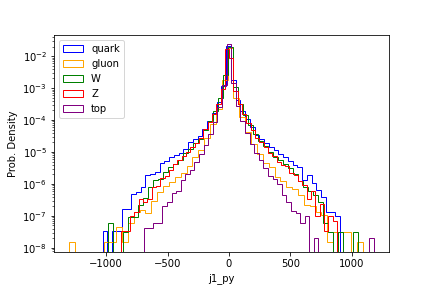 quark
gluon
W
Z
top
10⁻²
10⁻³
10⁻⁴
10⁻⁵
10⁻⁶
10⁻⁷
10⁻⁸
Prob. Density
−1000 −500 0 500 1000
j1_py